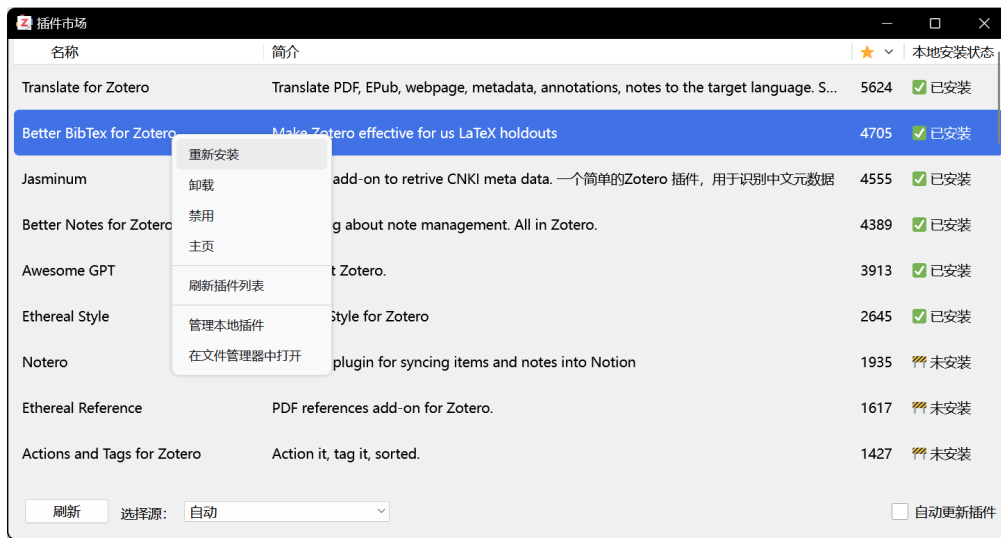 插件市场
名称 简介 本地安装状态
Translate for Zotero Translate PDF, EPub, webpage, metadata, annotations, notes to the target language. S... 5624 已安装
Better BibTex for Zotero Make Zotero effective for us LaTeX holdouts 4705 已安装
Jasminum add-on to retrive CNKI meta data. 一个简单的Zotero 插件，用于识别中文元数据 4555 已安装
Better Notes for Zotero g about note management. All in Zotero. 4389 已安装
Awesome GPT t Zotero. 3913 已安装
Ethereal Style Style for Zotero 2645 已安装
Notero plugin for syncing items and notes into Notion 1935 未安装
Ethereal Reference PDF references add-on for Zotero. 1617 未安装
Actions and Tags for Zotero Action it, tag it, sorted. 1427 未安装
重新安装
卸载
禁用
主页
刷新插件列表
管理本地插件
在文件管理器中打开
刷新 选择源: 自动 自动更新插件